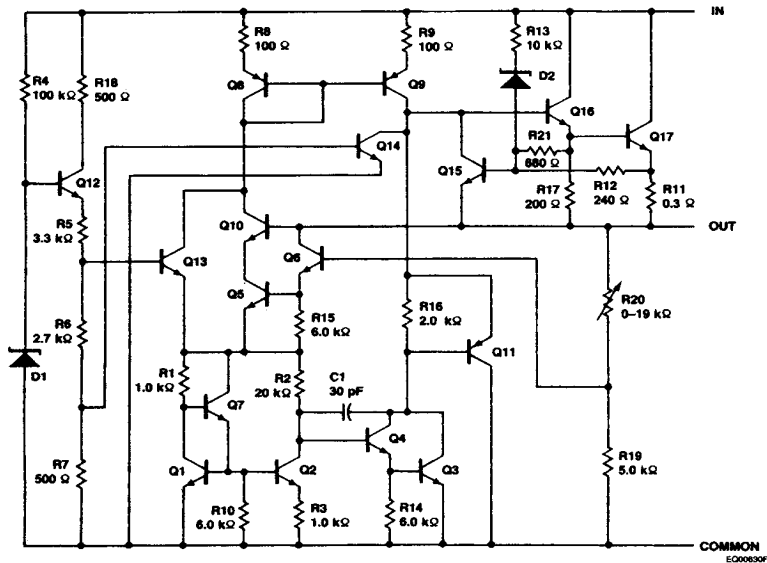 IN
R8
100 Ω
R9
100 Ω
R13
10 kΩ
R4
100 kΩ
R18
500 Ω
Q8
Q9
D2
Q16
Q14
R21
680 Ω
Q17
Q15
Q12
R17
200 Ω
R12
240 Ω
R11
0.3 Ω
R5
3.3 kΩ
Q10
OUT
Q13
Q6
Q5
R15
6.0 kΩ
R16
2.0 kΩ
R20
0–19 kΩ
R6
2.7 kΩ
Q11
D1
R1
1.0 kΩ
R2
20 kΩ
C1
30 pF
Q7
Q4
R7
500 Ω
Q1
Q2
Q3
R19
5.0 kΩ
R10
6.0 kΩ
R3
1.0 kΩ
R14
6.0 kΩ
COMMON
EQ00630F